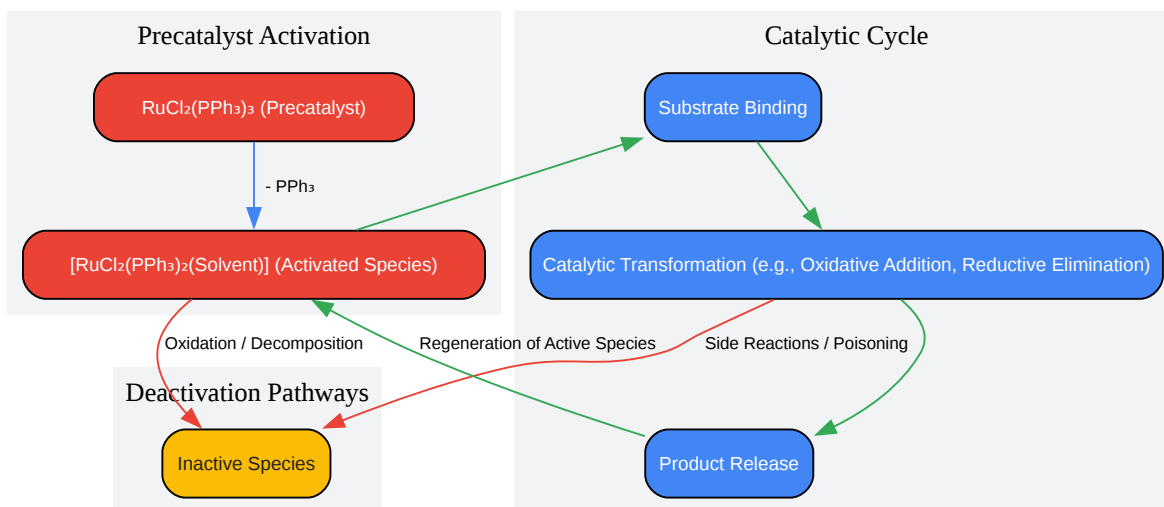 Precatalyst Activation
Catalytic Cycle
RuCl₂(PPh₃)₃ (Precatalyst)
Substrate Binding
- PPh₃
[RuCl₂(PPh₃)₂(Solvent)] (Activated Species)
Catalytic Transformation (e.g., Oxidative Addition, Reductive Elimination)
Oxidation / Decomposition
Regeneration of Active Species
Side Reactions / Poisoning
Deactivation Pathways
Inactive Species
Product Release